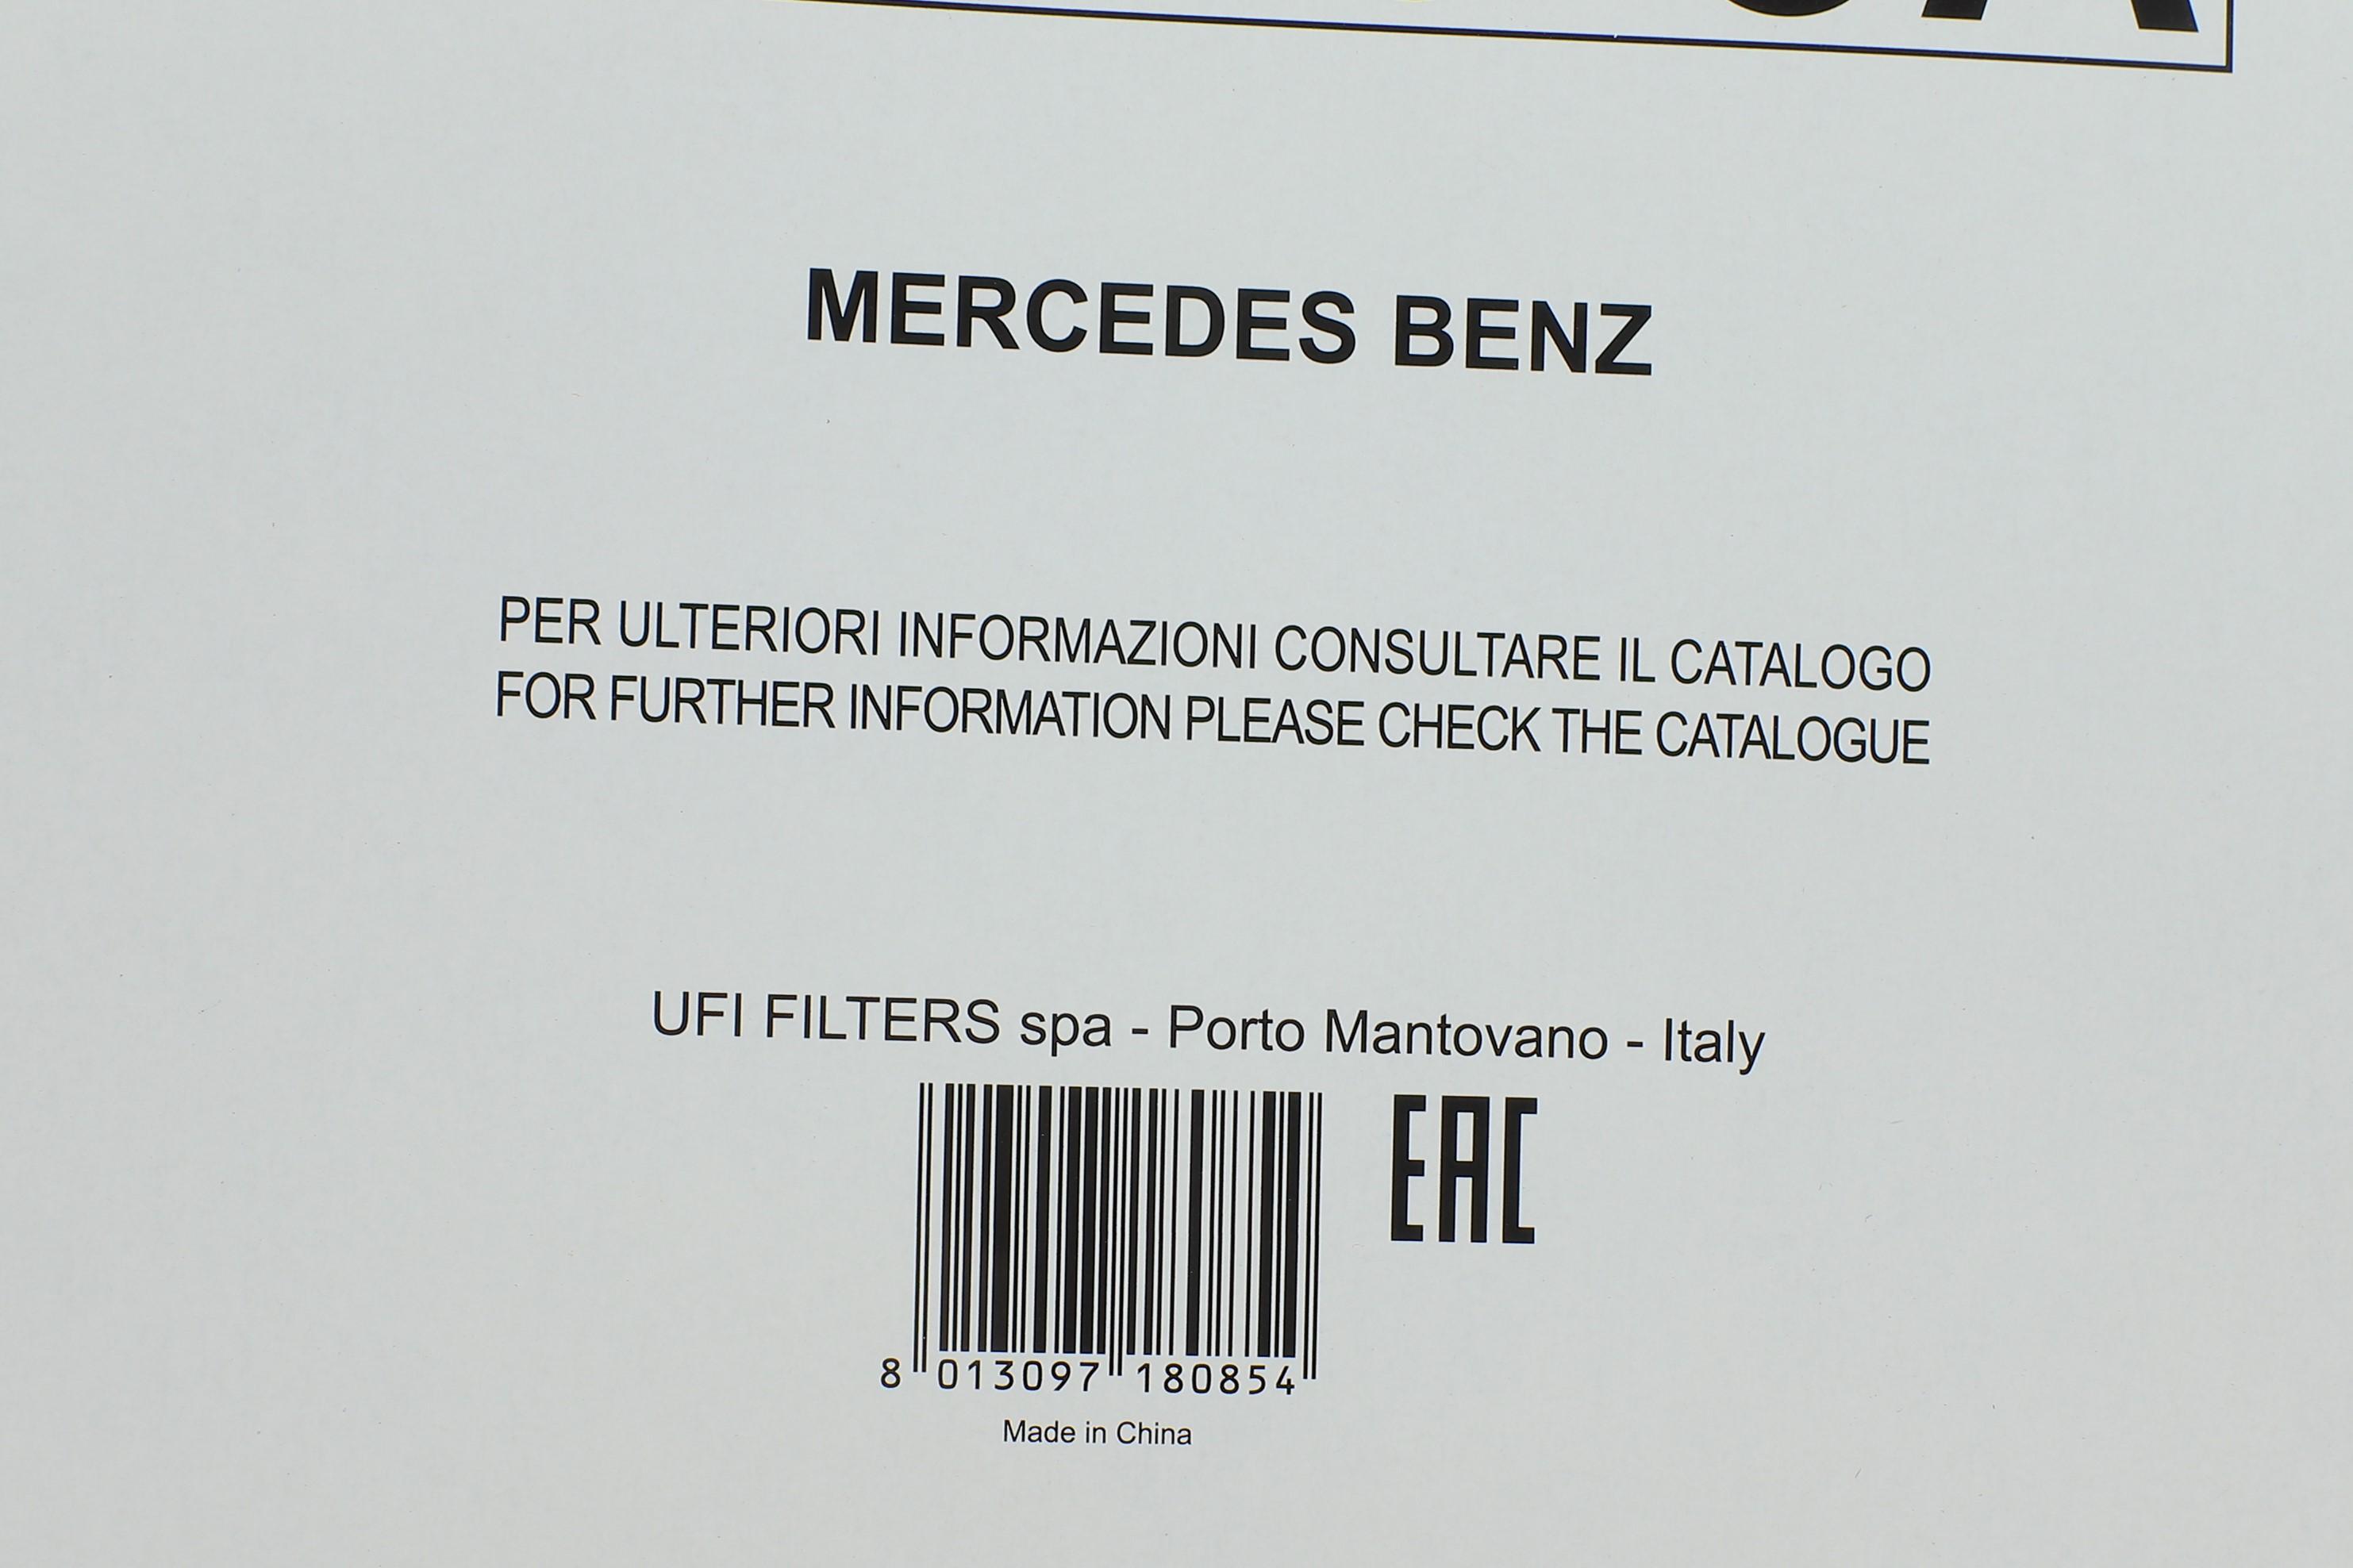 MERCEDES BENZ
PER ULTERIORI INFORMAZIONI CONSULTARE IL CATALOGO
FOR FURTHER INFORMATION PLEASE CHECK THE CATALOGUE
UFI FILTERS spa - Porto Mantovano - Italy
EAC
8 013097 180854
Made in China